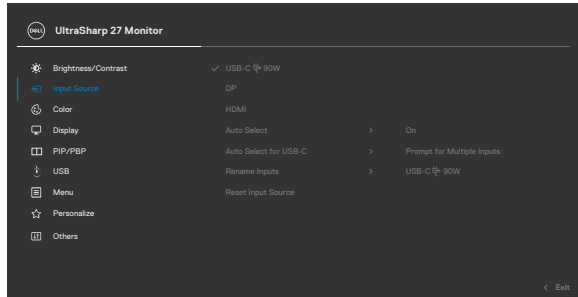 DELL UltraSharp 27 Monitor
Brightness/Contrast ✓ USB-C 90W
Input Source DP
Color HDMI
Display Auto Select > On
PIP/PBP Auto Select for USB-C > Prompt for Multiple Inputs
USB Rename Inputs > USB-C 90W
Menu Reset Input Source
Personalize
Others
< Exit